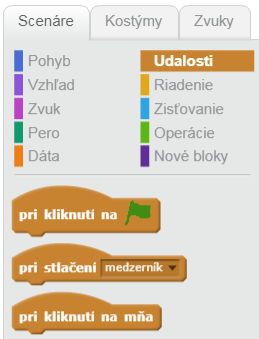 Scenáre Kostýmy Zvuky
Pohyb Udalosti
Vzhľad Riadenie
Zvuk Zisťovanie
Pero Operácie
Dáta Nové bloky
pri kliknutí na
pri stlačení medzerník
pri kliknutí na mňa